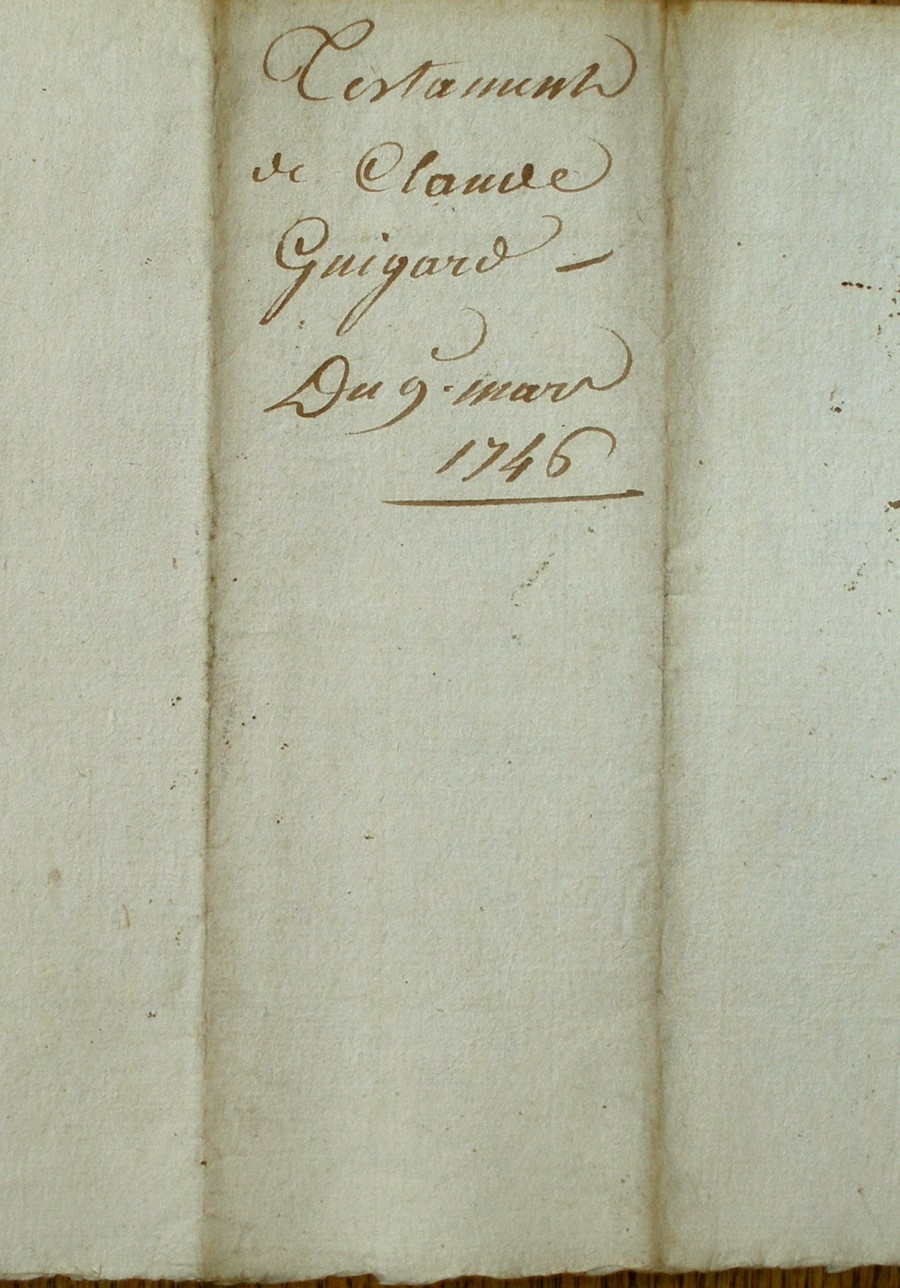 Testament
de Claude
Guigard –
Du 9. mars
1746